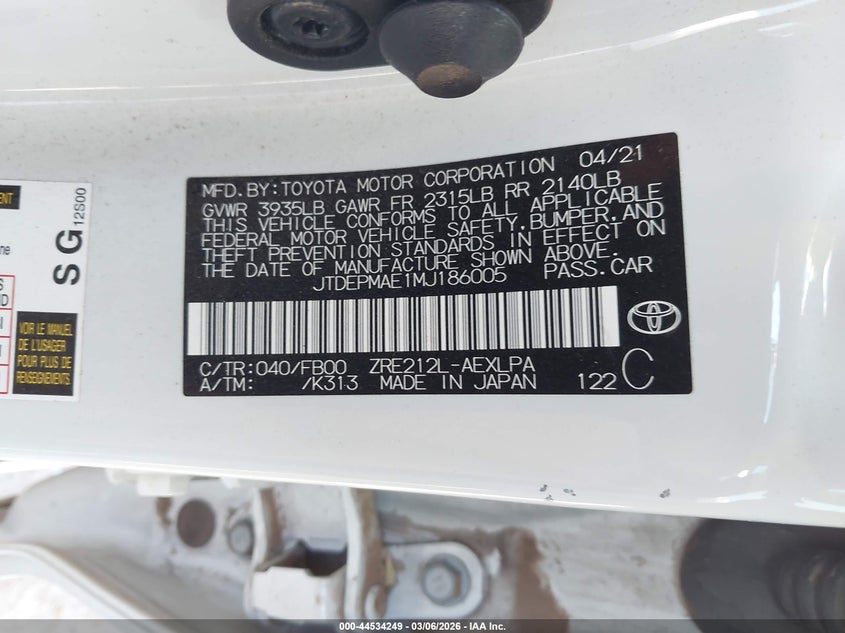 MFD. BY: TOYOTA MOTOR CORPORATION 04/21
GVWR 3935LB GAWR FR 2315LB RR 2140LB
THIS VEHICLE CONFORMS TO ALL APPLICABLE
FEDERAL MOTOR VEHICLE SAFETY, BUMPER, AND
THEFT PREVENTION STANDARDS IN EFFECT ON
THE DATE OF MANUFACTURE SHOWN ABOVE.
JTDEPMAE1MJ186005 PASS. CAR
C/TR: 040/FB00 ZRE212L-AEXLPA
A/TM: /K313 MADE IN JAPAN 122 C
SG 12S00
VOIR LE MANUEL
DE L'USAGER
POUR PLUS DE
RENSEIGNEMENTS
000-44534249 - 03/06/2026 - IAA Inc.